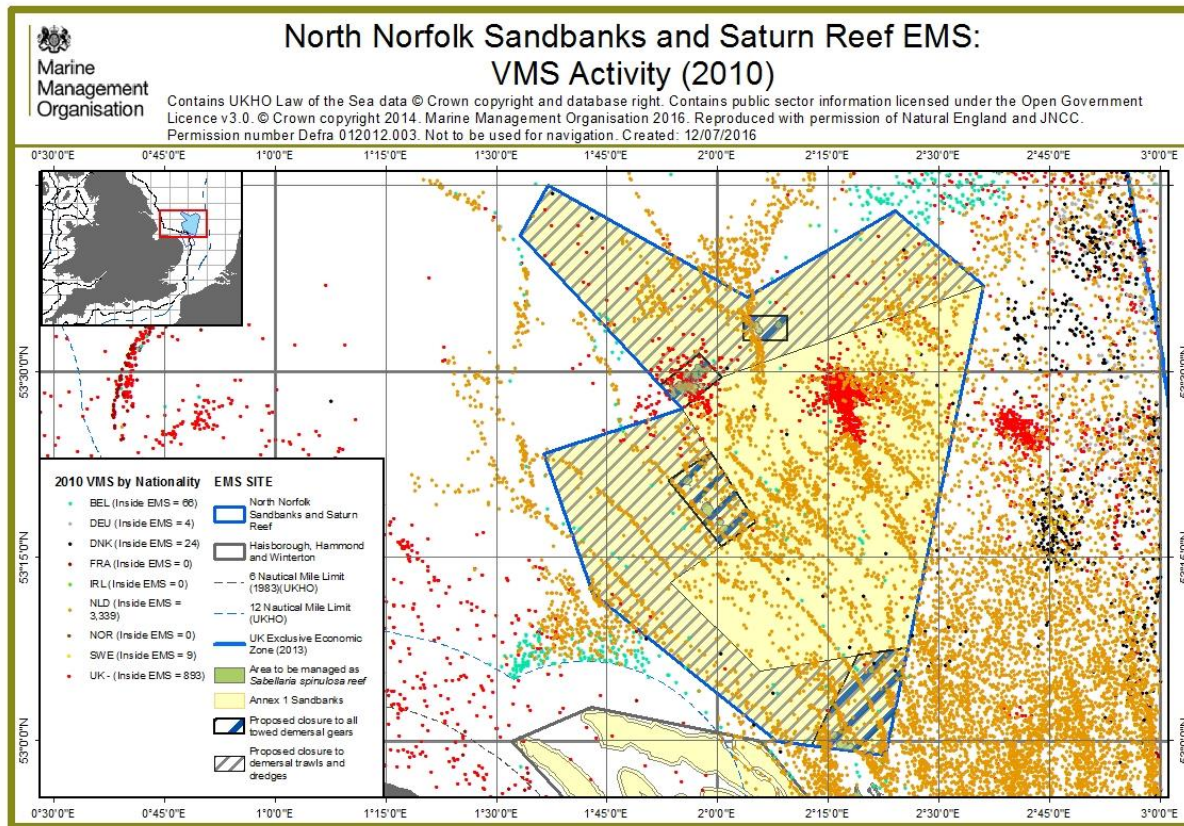 Marine
Management
Organisation
North Norfolk Sandbanks and Saturn Reef EMS:
VMS Activity (2010)
Contains UKHO Law of the Sea data © Crown copyright and database right. Contains public sector information licensed under the Open Government
Licence v3.0. © Crown copyright 2014. Marine Management Organisation 2016. Reproduced with permission of Natural England and JNCC.
Permission number Defra 012012.003. Not to be used for navigation. Created: 12/07/2016
0°30'0"E 0°45'0"E 1°0'0"E 1°15'0"E 1°30'0"E 1°45'0"E 2°0'0"E 2°15'0"E 2°30'0"E 2°45'0"E 3°0'0"E
53°30'0"N 53°30'0"N
2010 VMS by Nationality
BEL (Inside EMS = 66)
DEU (Inside EMS = 4)
DNK (Inside EMS = 24)
FRA (Inside EMS = 0)
IRL (Inside EMS = 0)
NLD (Inside EMS =
3,339)
NOR (Inside EMS = 0)
SWE (Inside EMS = 9)
UK - (Inside EMS = 893)
EMS SITE
North Norfolk
Sandbanks and Saturn
Reef
Haisborough, Hammond
and Winterton
6 Nautical Mile Limit
(1983)(UKHO)
12 Nautical Mile Limit
(UKHO)
UK Exclusive Economic
Zone (2013)
Area to be managed as
Sabellaria spinulosa reef
Annex 1 Sandbanks
Proposed closure to all
towed demersal gears
Proposed closure to
demersal trawls and
dredges
53°15'0"N 53°15'0"N
53°0'0"N 53°0'0"N
0°30'0"E 0°45'0"E 1°0'0"E 1°15'0"E 1°30'0"E 1°45'0"E 2°0'0"E 2°15'0"E 2°30'0"E 2°45'0"E 3°0'0"E